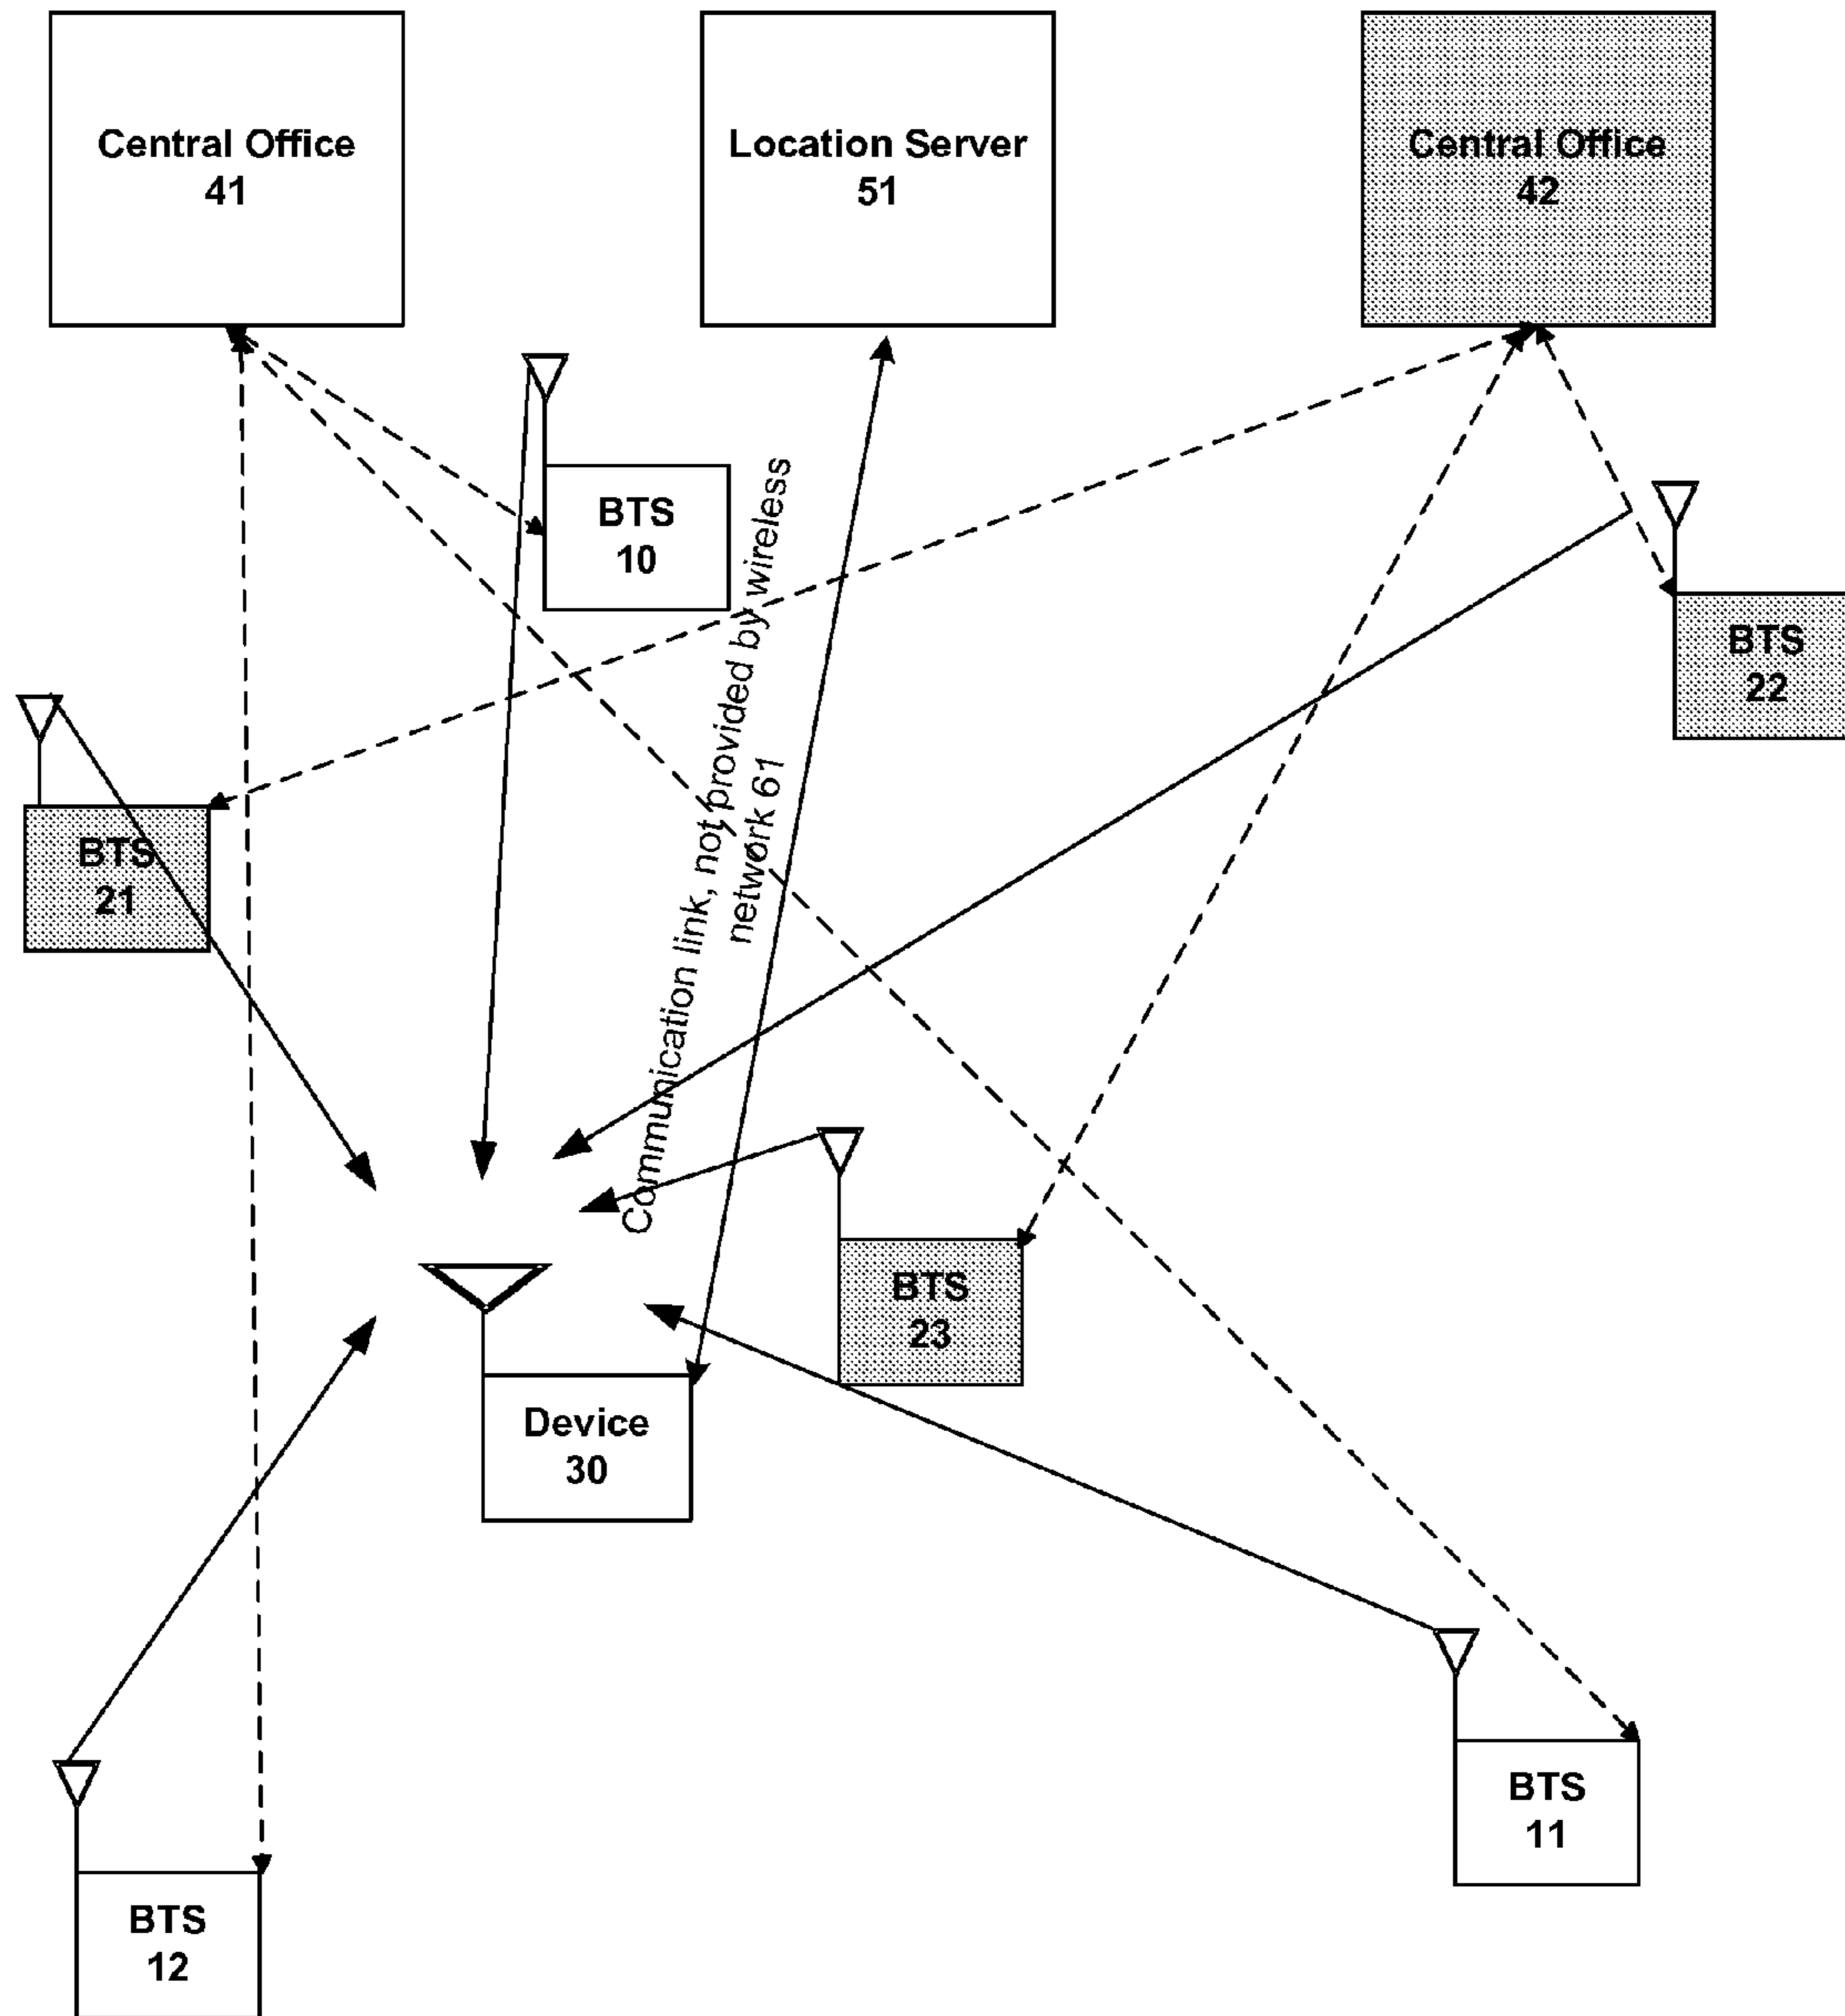 Central Office
41
Location Server
51
Central Office
42
BTS
10
BTS
22
Communication link, not provided by wireless
network 61
BTS
21
BTS
23
Device
30
BTS
11
BTS
12